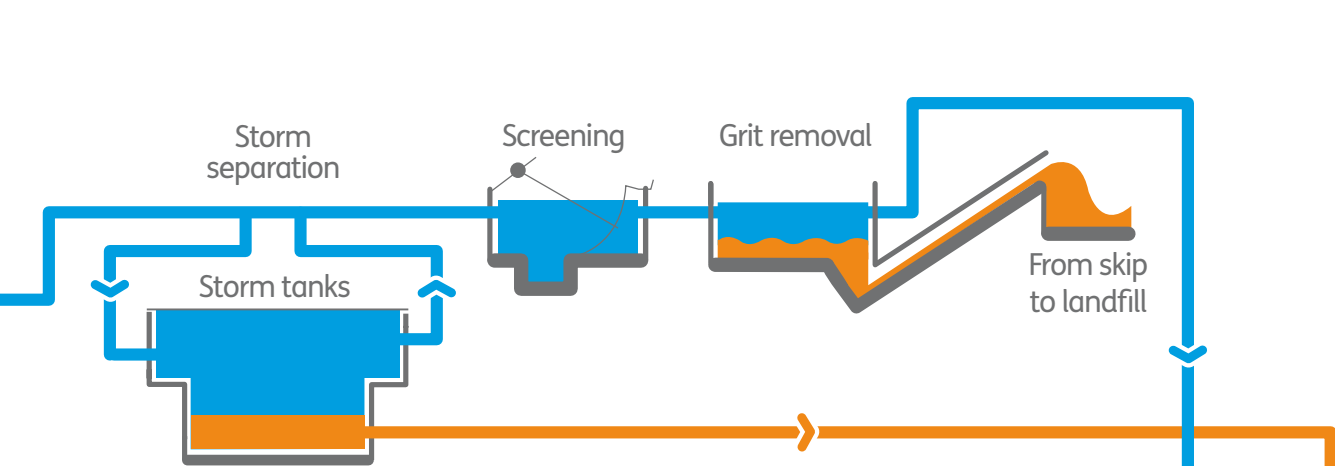 Storm
separation
Screening
Grit removal
Storm tanks
From skip
to landfill